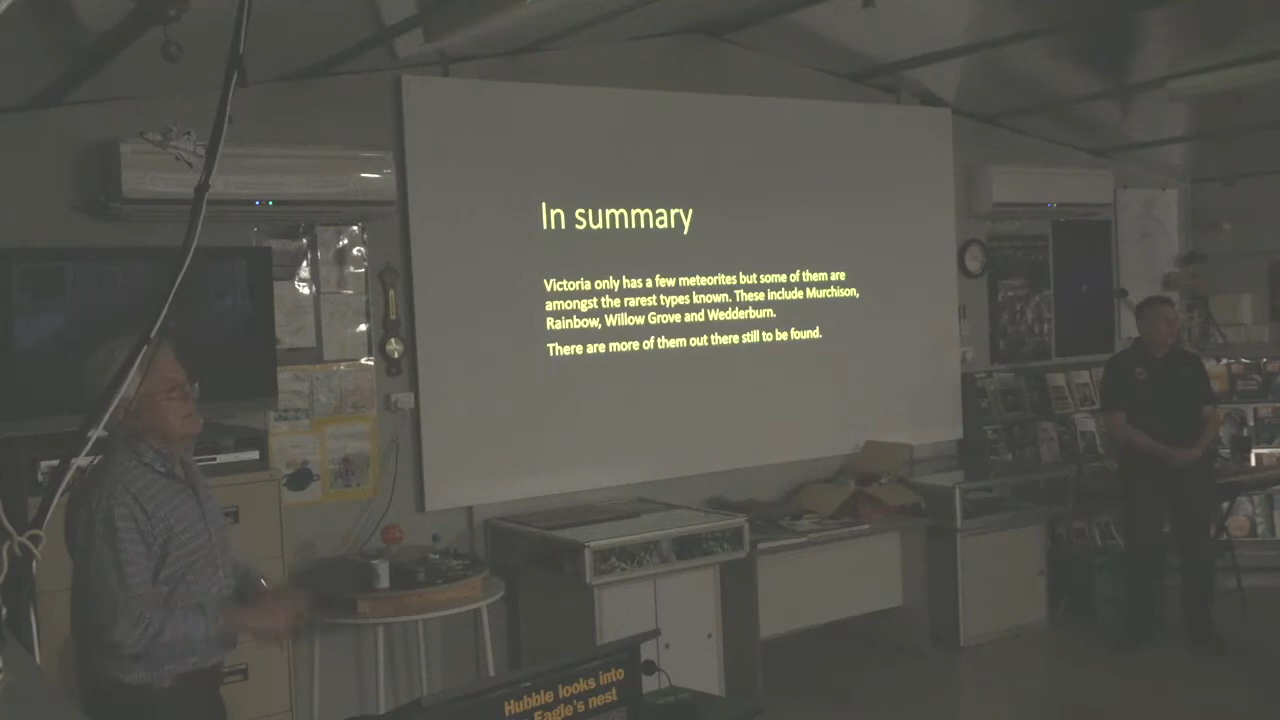 In summary
Victoria only has a few meteorites but some of them are
amongst the rarest types known. These include Murchison,
Rainbow, Willow Grove and Wedderburn.
There are more of them out there still to be found.
Hubble looks into
Eagle's nest